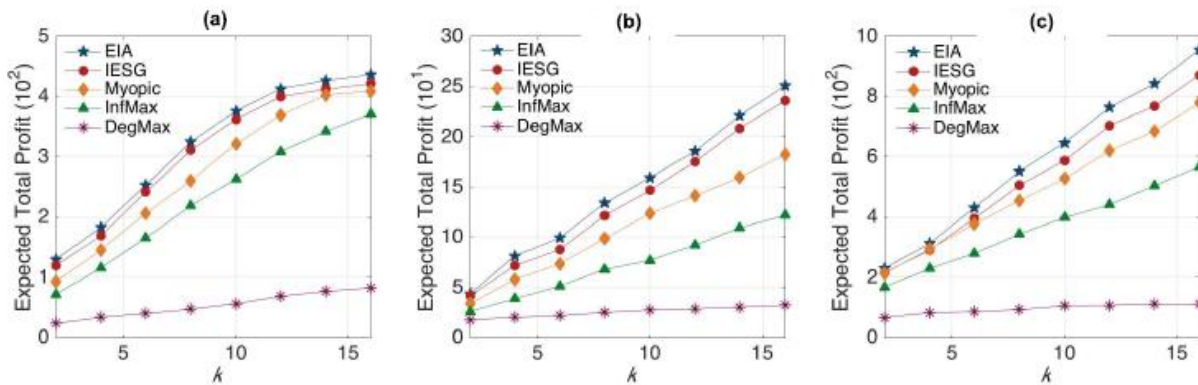 (a)
Expected Total Profit (10²)
5
4
3
2
1
0
EIA
IESG
Myopic
InfMax
DegMax
5
10
15
k
(b)
Expected Total Profit (10¹)
30
25
20
15
10
5
0
EIA
IESG
Myopic
InfMax
DegMax
5
10
15
k
(c)
Expected Total Profit (10²)
10
8
6
4
2
0
EIA
IESG
Myopic
InfMax
DegMax
5
10
15
k